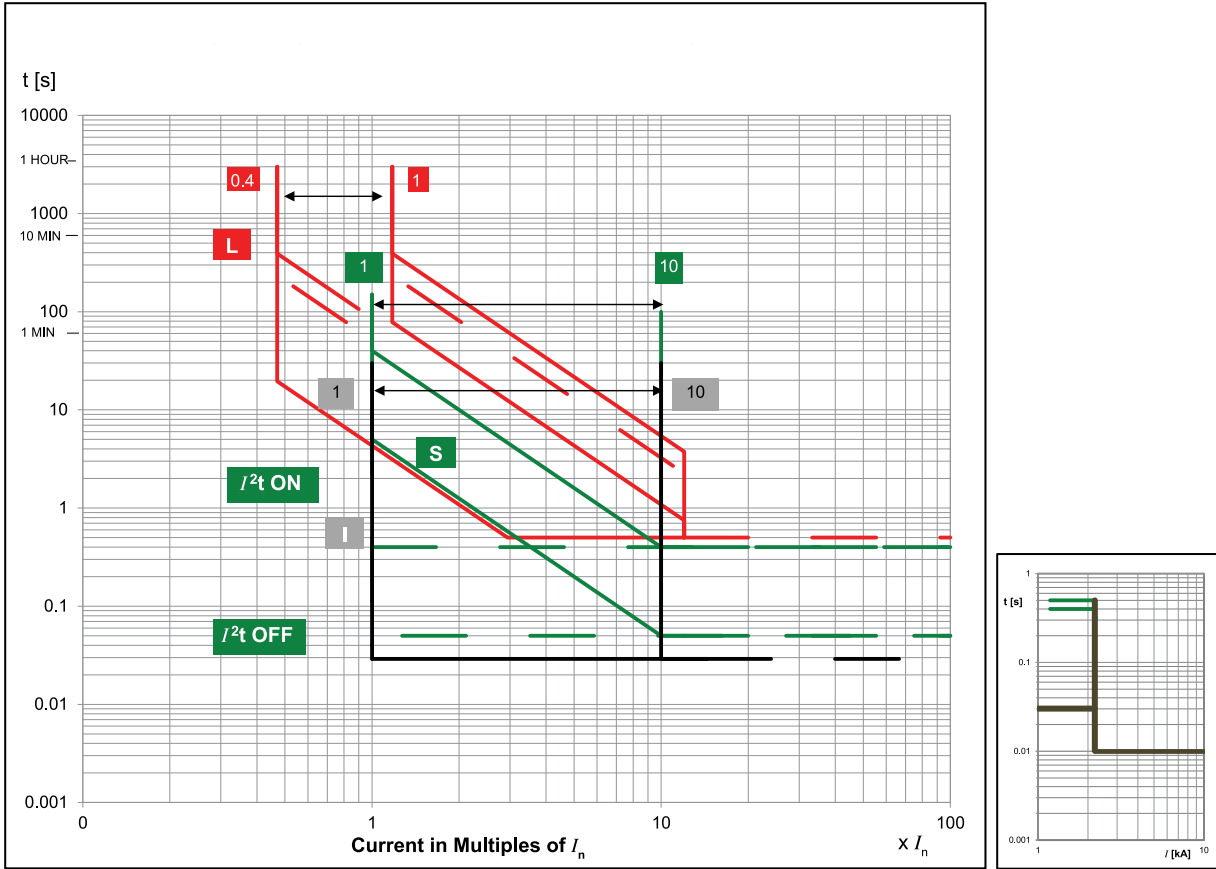 t [s]
10000
1 HOUR
0.4
1
1000
10 MIN
L
1
10
100
1 MIN
1
10
10
S
I²t ON
1
I
0.1
I²t OFF
0.01
0.001
0
1
10
100
Current in Multiples of Iₙ
x Iₙ
1
t [s]
0.1
0.01
0.001
1
10
I [kA]